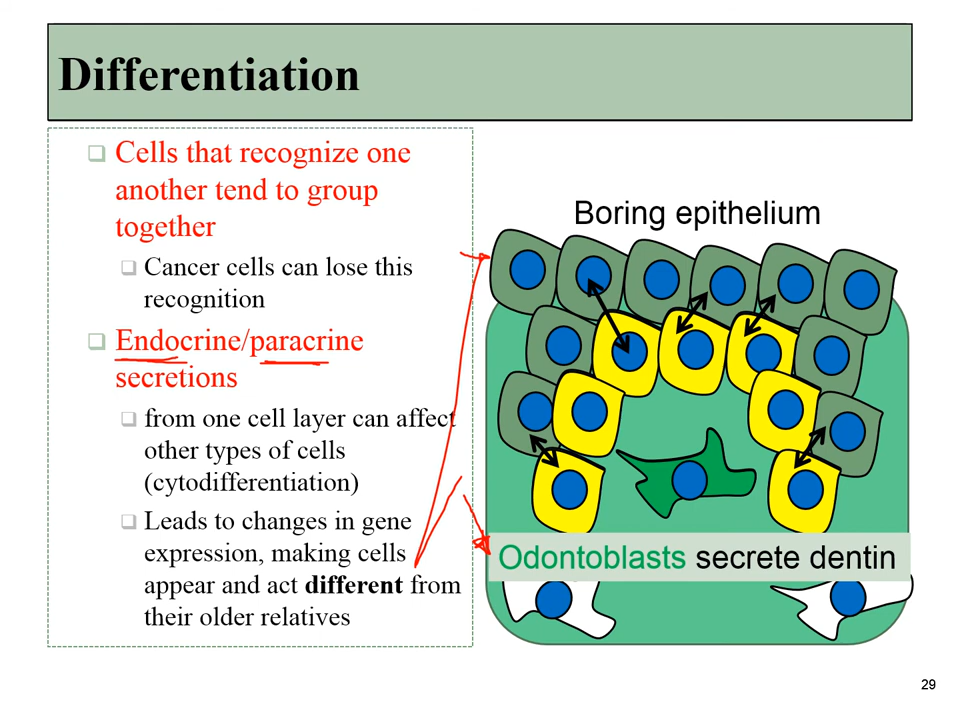 Differentiation
Cells that recognize one
another tend to group
together
Cancer cells can lose this
recognition
Endocrine/paracrine
secretions
from one cell layer can affect
other types of cells
(cytodifferentiation)
Leads to changes in gene
expression, making cells
appear and act different from
their older relatives
Boring epithelium
Odontoblasts secrete dentin
29